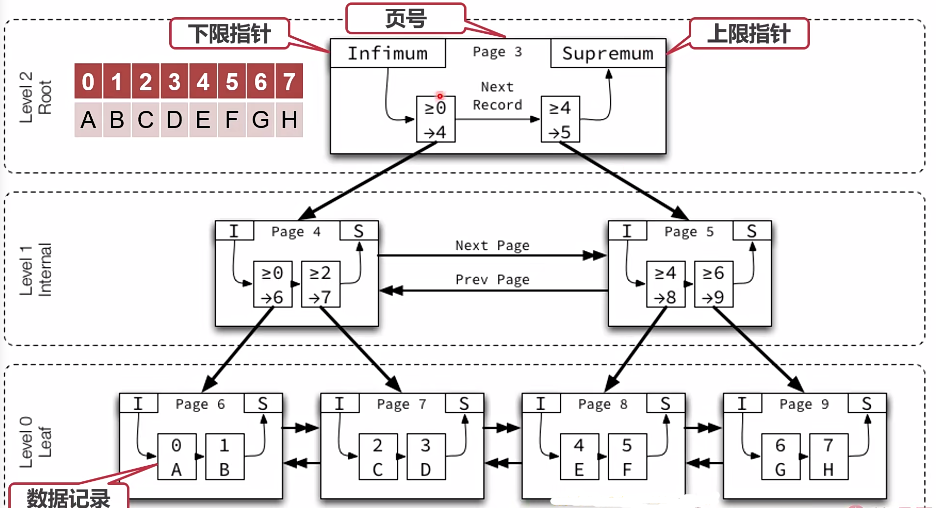 页号
下限指针
上限指针
Level 2
Root
0 1 2 3 4 5 6 7
A B C D E F G H
Infimum
Page 3
Supremum
Next
Record
≥0
→4
≥4
→5
Level 1
Internal
I
Page 4
S
≥0
→6
≥2
→7
Next Page
Prev Page
I
Page 5
S
≥4
→8
≥6
→9
Level 0
Leaf
I
Page 6
S
0
A
1
B
I
Page 7
S
2
C
3
D
I
Page 8
S
4
E
5
F
I
Page 9
S
6
G
7
H
数据记录